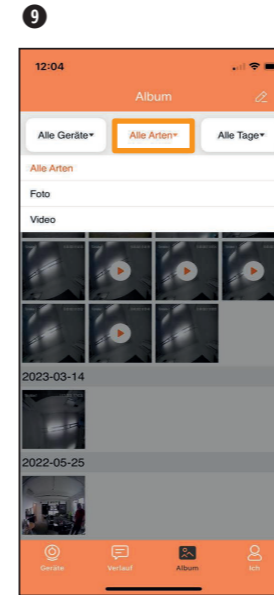 9
12:04
Album
Alle Geräte▾ Alle Arten▾ Alle Tage▾
Alle Arten
Foto
Video
2023-03-14
2022-05-25
Geräte Verlauf Album Ich